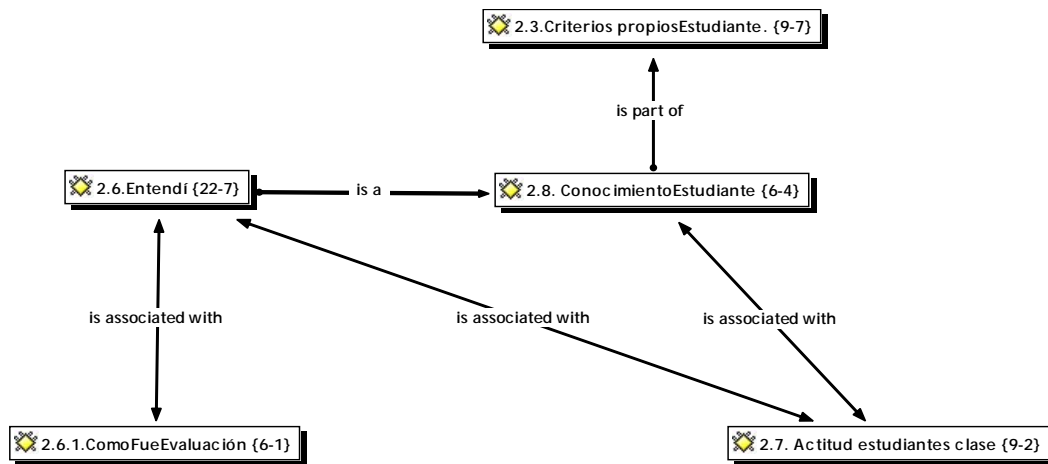 2.3.Criterios propiosEstudiante. {9-7}
is part of
2.6.Entendí {22-7}
is a
2.8. ConocimientoEstudiante {6-4}
is associated with
is associated with
is associated with
2.6.1.ComoFueEvaluación {6-1}
2.7. Actitud estudiantes clase {9-2}